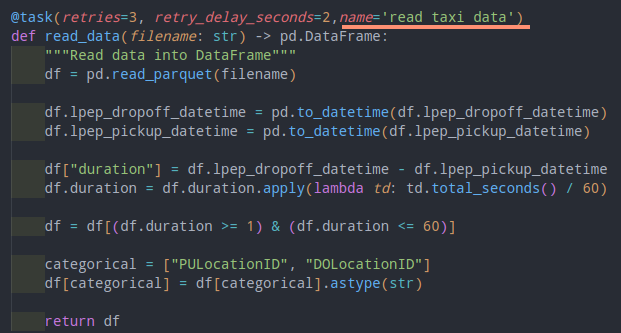 @task(retries=3, retry_delay_seconds=2,name='read taxi data')
def read_data(filename: str) -> pd.DataFrame:
    """Read data into DataFrame"""
    df = pd.read_parquet(filename)

    df.lpep_dropoff_datetime = pd.to_datetime(df.lpep_dropoff_datetime)
    df.lpep_pickup_datetime = pd.to_datetime(df.lpep_pickup_datetime)

    df["duration"] = df.lpep_dropoff_datetime - df.lpep_pickup_datetime
    df.duration = df.duration.apply(lambda td: td.total_seconds() / 60)

    df = df[(df.duration >= 1) & (df.duration <= 60)]

    categorical = ["PULocationID", "DOLocationID"]
    df[categorical] = df[categorical].astype(str)

    return df